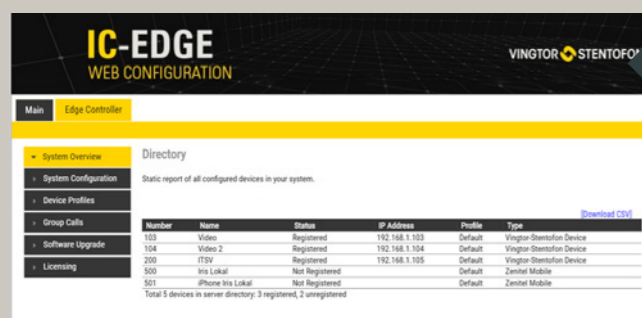 IC-EDGE
WEB CONFIGURATION
VINGTOR STENTOFON
Main Edge Controller
System Overview
System Configuration
Device Profiles
Group Calls
Software Upgrade
Licensing
Directory
Static report of all configured devices in your system.
[Download CSV]
Number Name Status IP Address Profile Type
103 Video Registered 192.168.1.103 Default Vingtor-Stentofon Device
104 Video 2 Registered 192.168.1.104 Default Vingtor-Stentofon Device
200 ITSV Registered 192.168.1.105 Default Vingtor-Stentofon Device
500 Iris Lokal Not Registered Default Zenitel Mobile
501 iPhone Iris Lokal Not Registered Default Zenitel Mobile
Total 5 devices in server directory: 3 registered, 2 unregistered